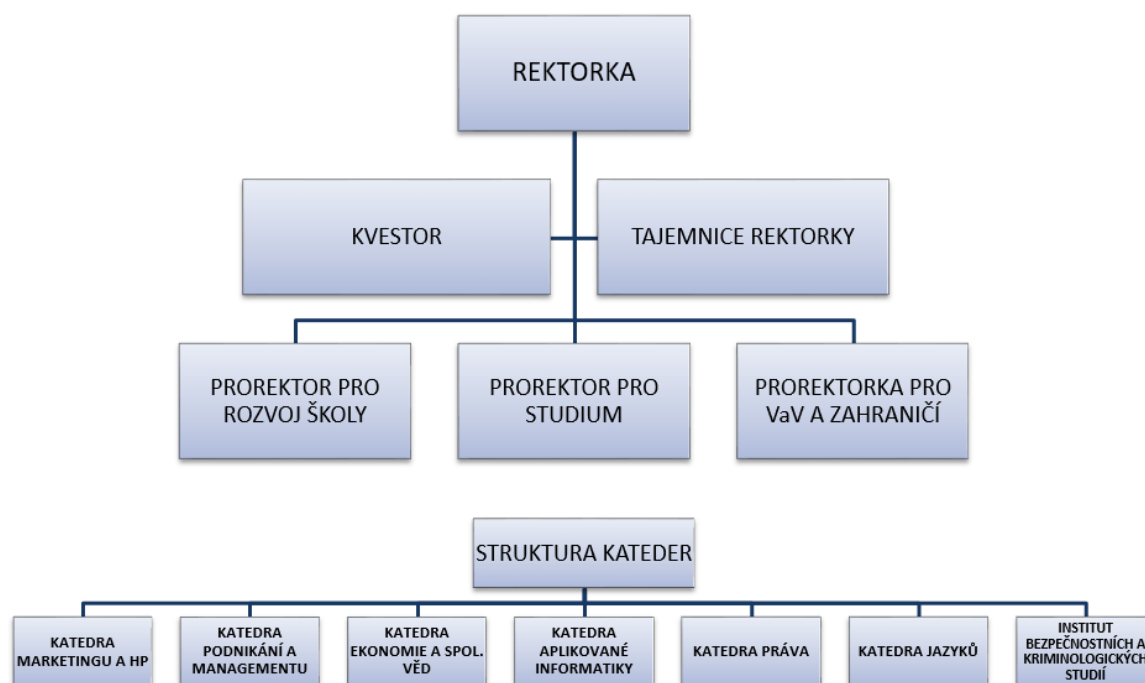 REKTORKA
KVESTOR
TAJEMNICE REKTORKY
PROREKTOR PRO
ROZVOJ ŠKOLY
PROREKTOR PRO
STUDIUM
PROREKTORKA PRO
VaV A ZAHRANIČÍ
STRUKTURA KATEDER
KATEDRA
MARKETINGU A HP
KATEDRA
PODNIKÁNÍ A
MANAGEMENTU
KATEDRA
EKONOMIE A SPOL.
VĚD
KATEDRA
APLIKOVANÉ
INFORMATIKY
KATEDRA PRÁVA
KATEDRA JAZYKŮ
INSTITUT
BEZPEČNOSTNÍCH A
KRIMINOLOGICKÝCH
STUDIÍ